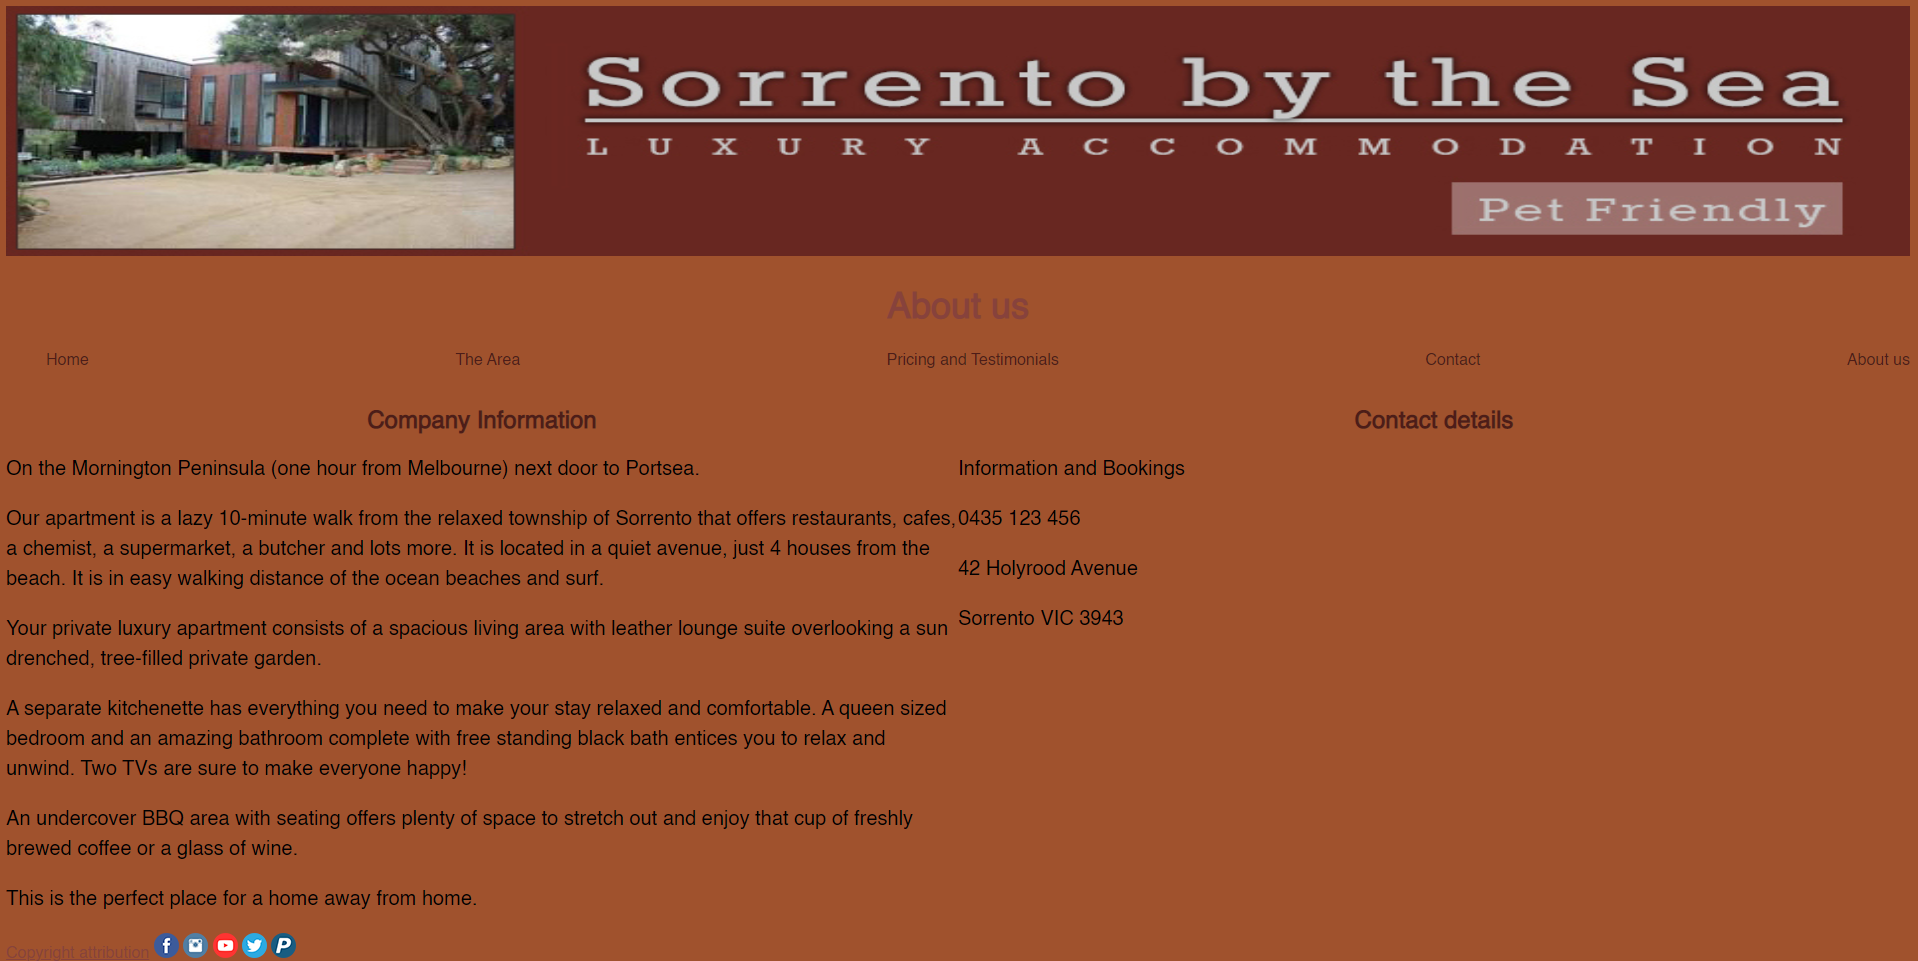 Sorrento by the Sea
LUXURY ACCOMMODATION
Pet Friendly
About us
Home
The Area
Pricing and Testimonials
Contact
About us
Company Information
On the Mornington Peninsula (one hour from Melbourne) next door to Portsea.
Our apartment is a lazy 10-minute walk from the relaxed township of Sorrento that offers restaurants, cafes,
a chemist, a supermarket, a butcher and lots more. It is located in a quiet avenue, just 4 houses from the
beach. It is in easy walking distance of the ocean beaches and surf.
Your private luxury apartment consists of a spacious living area with leather lounge suite overlooking a sun
drenched, tree-filled private garden.
A separate kitchenette has everything you need to make your stay relaxed and comfortable. A queen sized
bedroom and an amazing bathroom complete with free standing black bath entices you to relax and
unwind. Two TVs are sure to make everyone happy!
An undercover BBQ area with seating offers plenty of space to stretch out and enjoy that cup of freshly
brewed coffee or a glass of wine.
This is the perfect place for a home away from home.
Contact details
Information and Bookings
0435 123 456
42 Holyrood Avenue
Sorrento VIC 3943
Copyright attribution